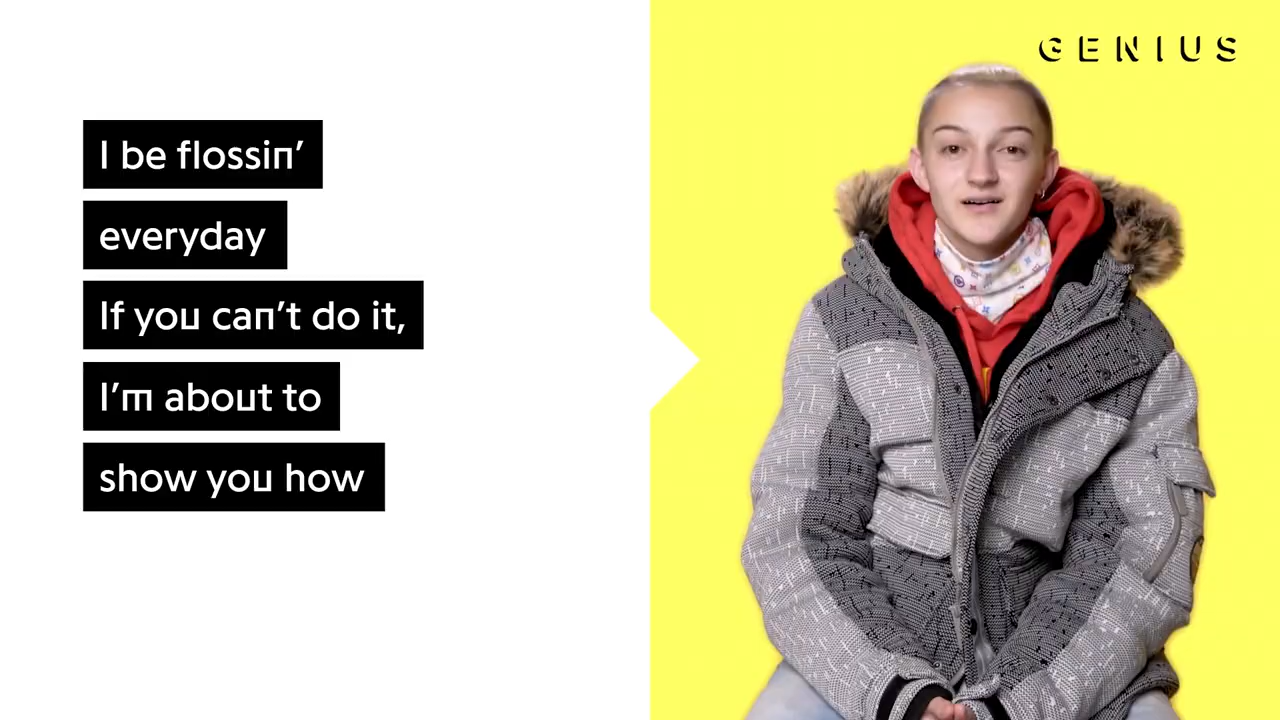 I be flossin’
everyday
If you can’t do it,
I’m about to
show you how
GENIUS